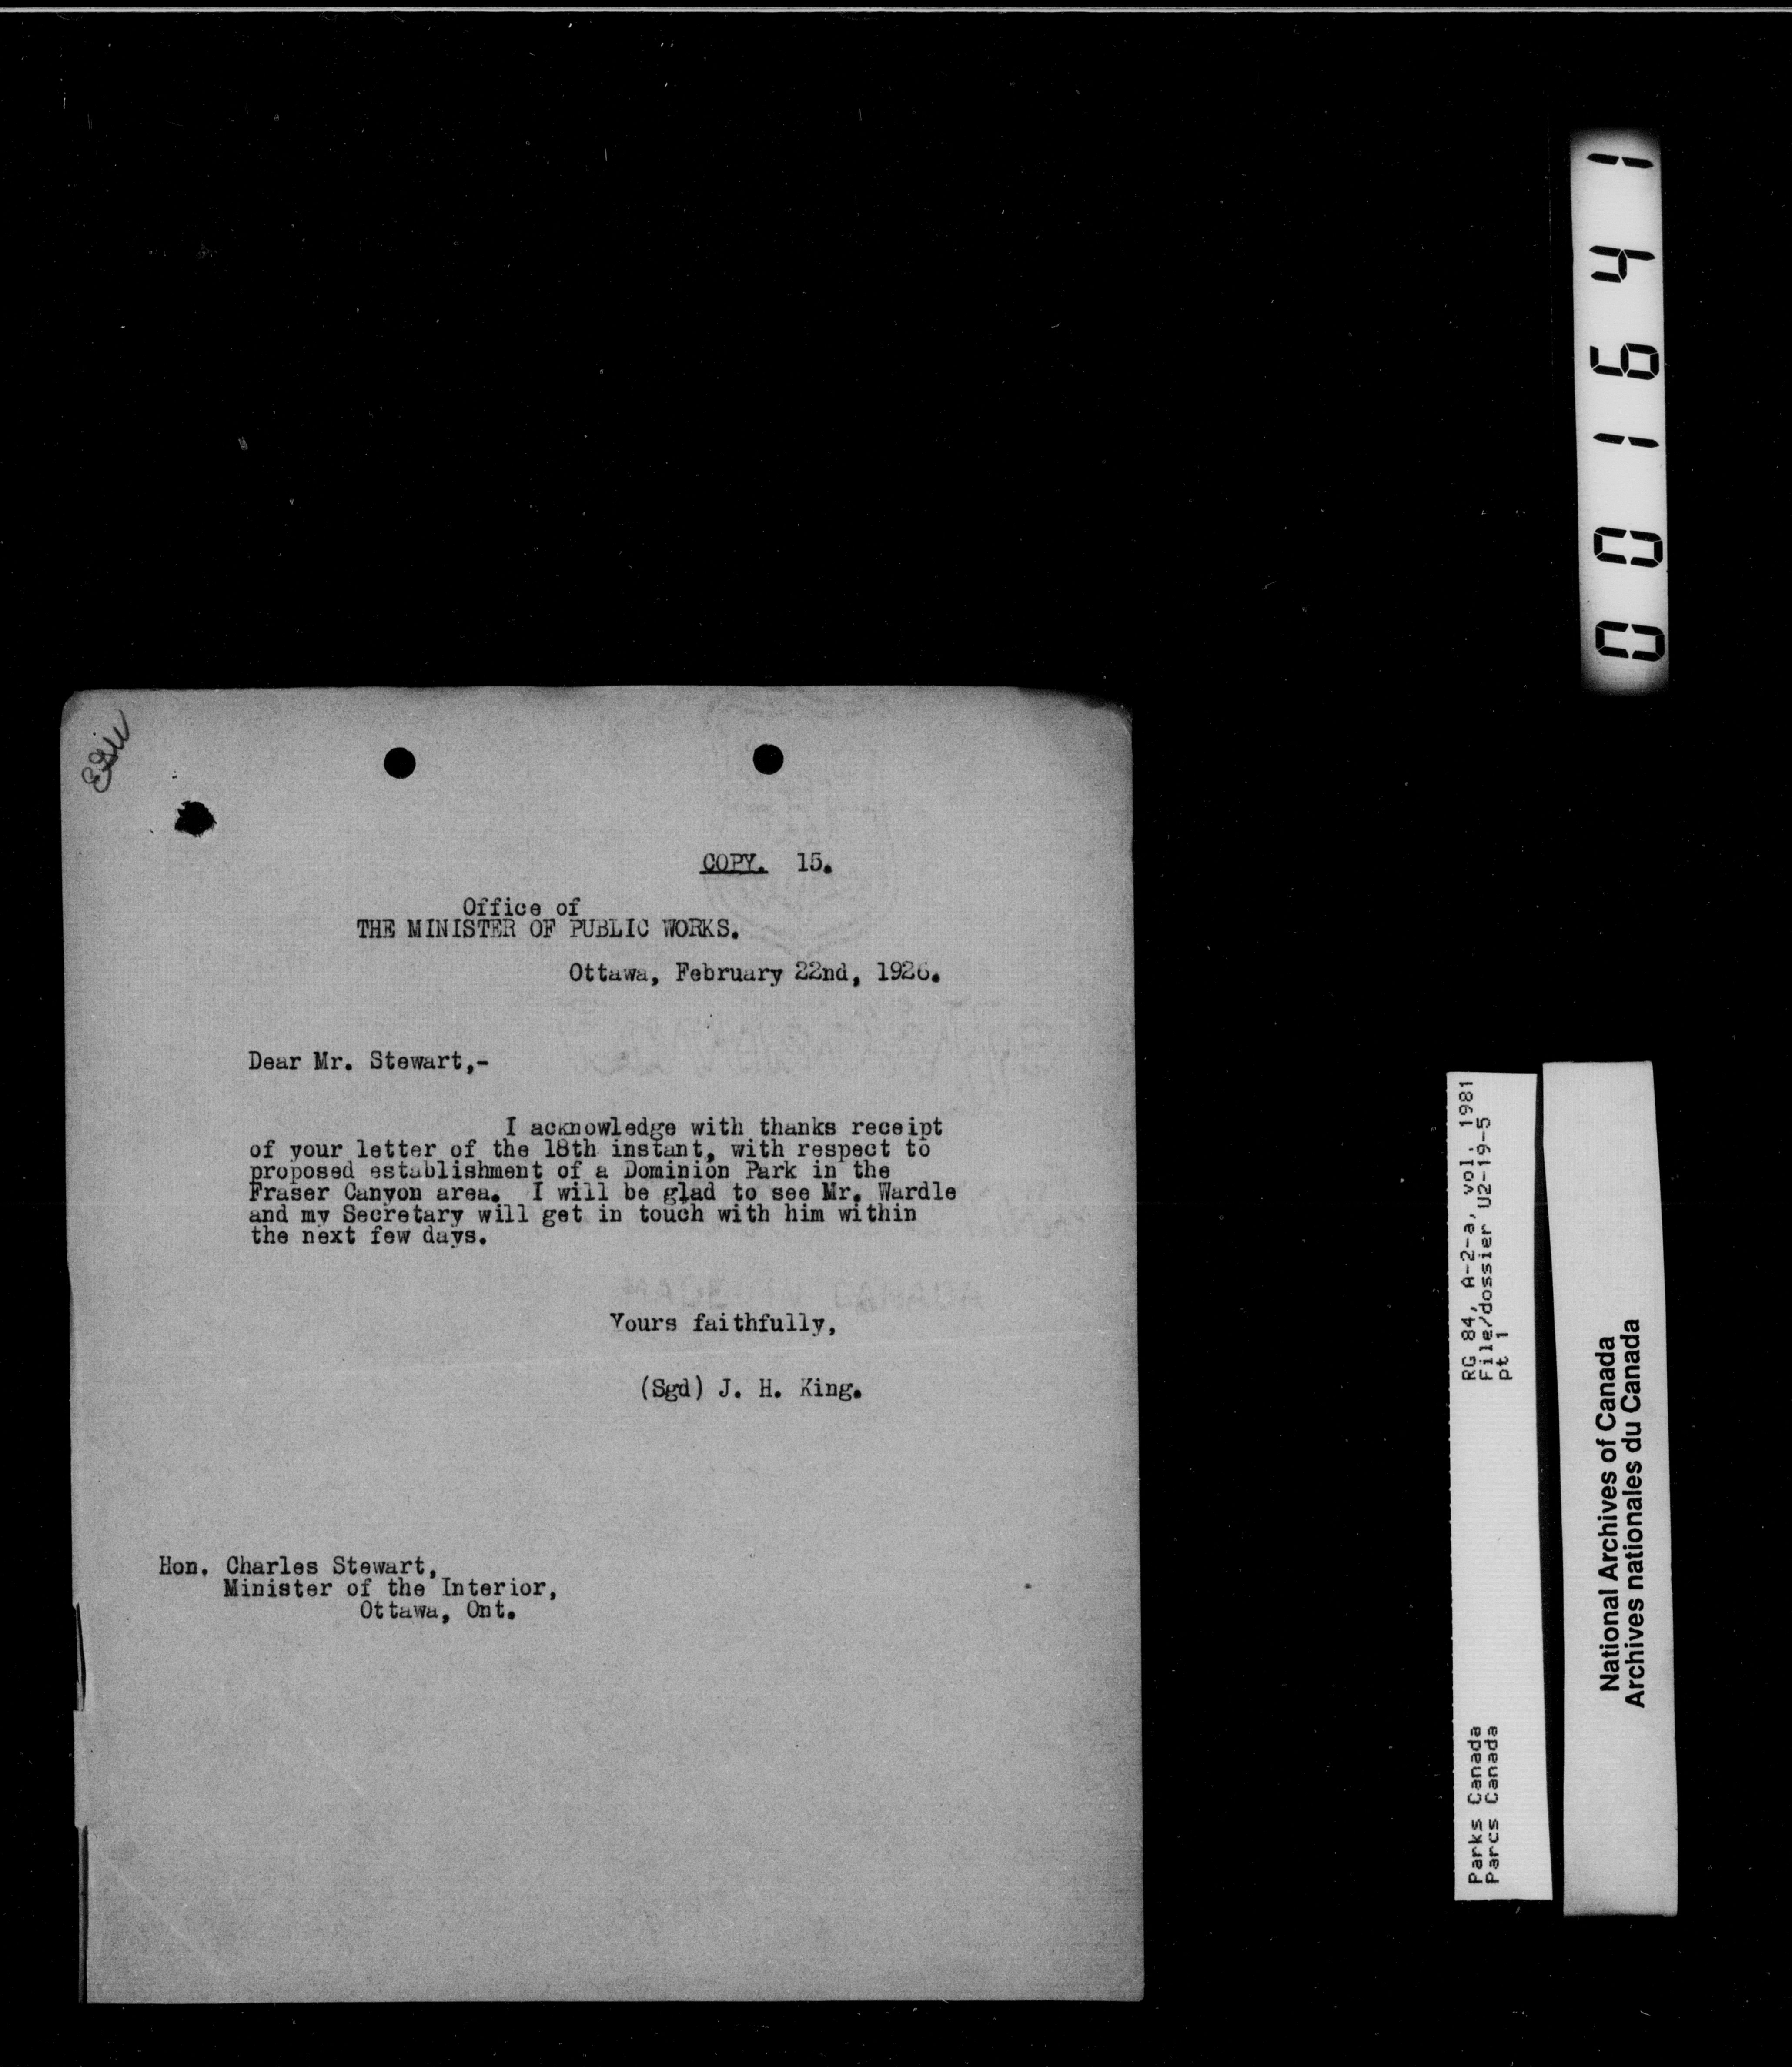 COPY. 15.
Office of
THE MINISTER OF PUBLIC WORKS.
Ottawa, February 22nd, 1926.
Dear Mr. Stewart,-
I acknowledge with thanks receipt
of your letter of the 18th instant, with respect to
proposed establishment of a Dominion Park in the
Fraser Canyon area. I will be glad to see Mr. Wardle
and my Secretary will get in touch with him within
the next few days.
Yours faithfully,
(Sgd) J. H. King.
Hon. Charles Stewart,
Minister of the Interior,
Ottawa, Ont.
001641
Parks Canada RG 84, A-2-a, vol. 1981
Parcs Canada File/dossier U2-19-5
pt 1
National Archives of Canada
Archives nationales du Canada